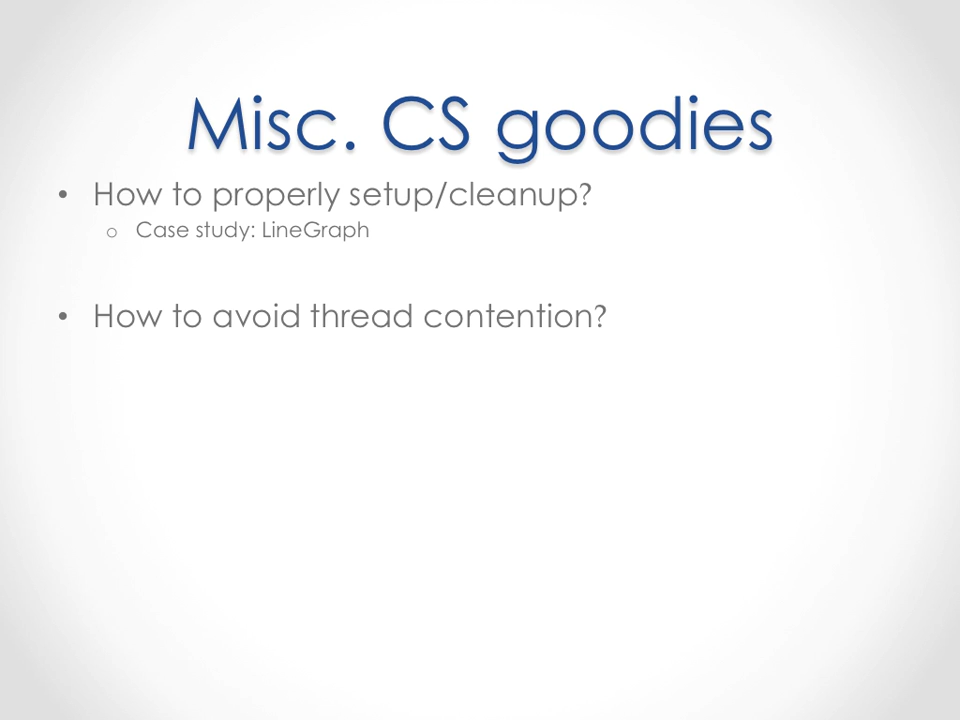 Misc. CS goodies
• How to properly setup/cleanup?
o Case study: LineGraph
• How to avoid thread contention?